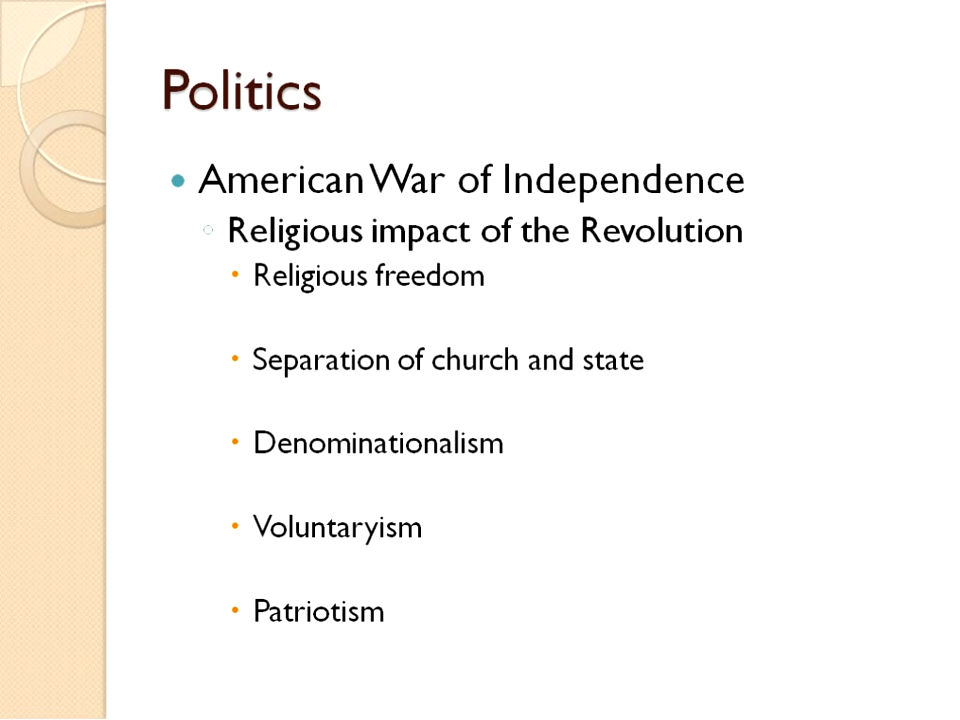 Politics
American War of Independence
Religious impact of the Revolution
Religious freedom
Separation of church and state
Denominationalism
Voluntaryism
Patriotism